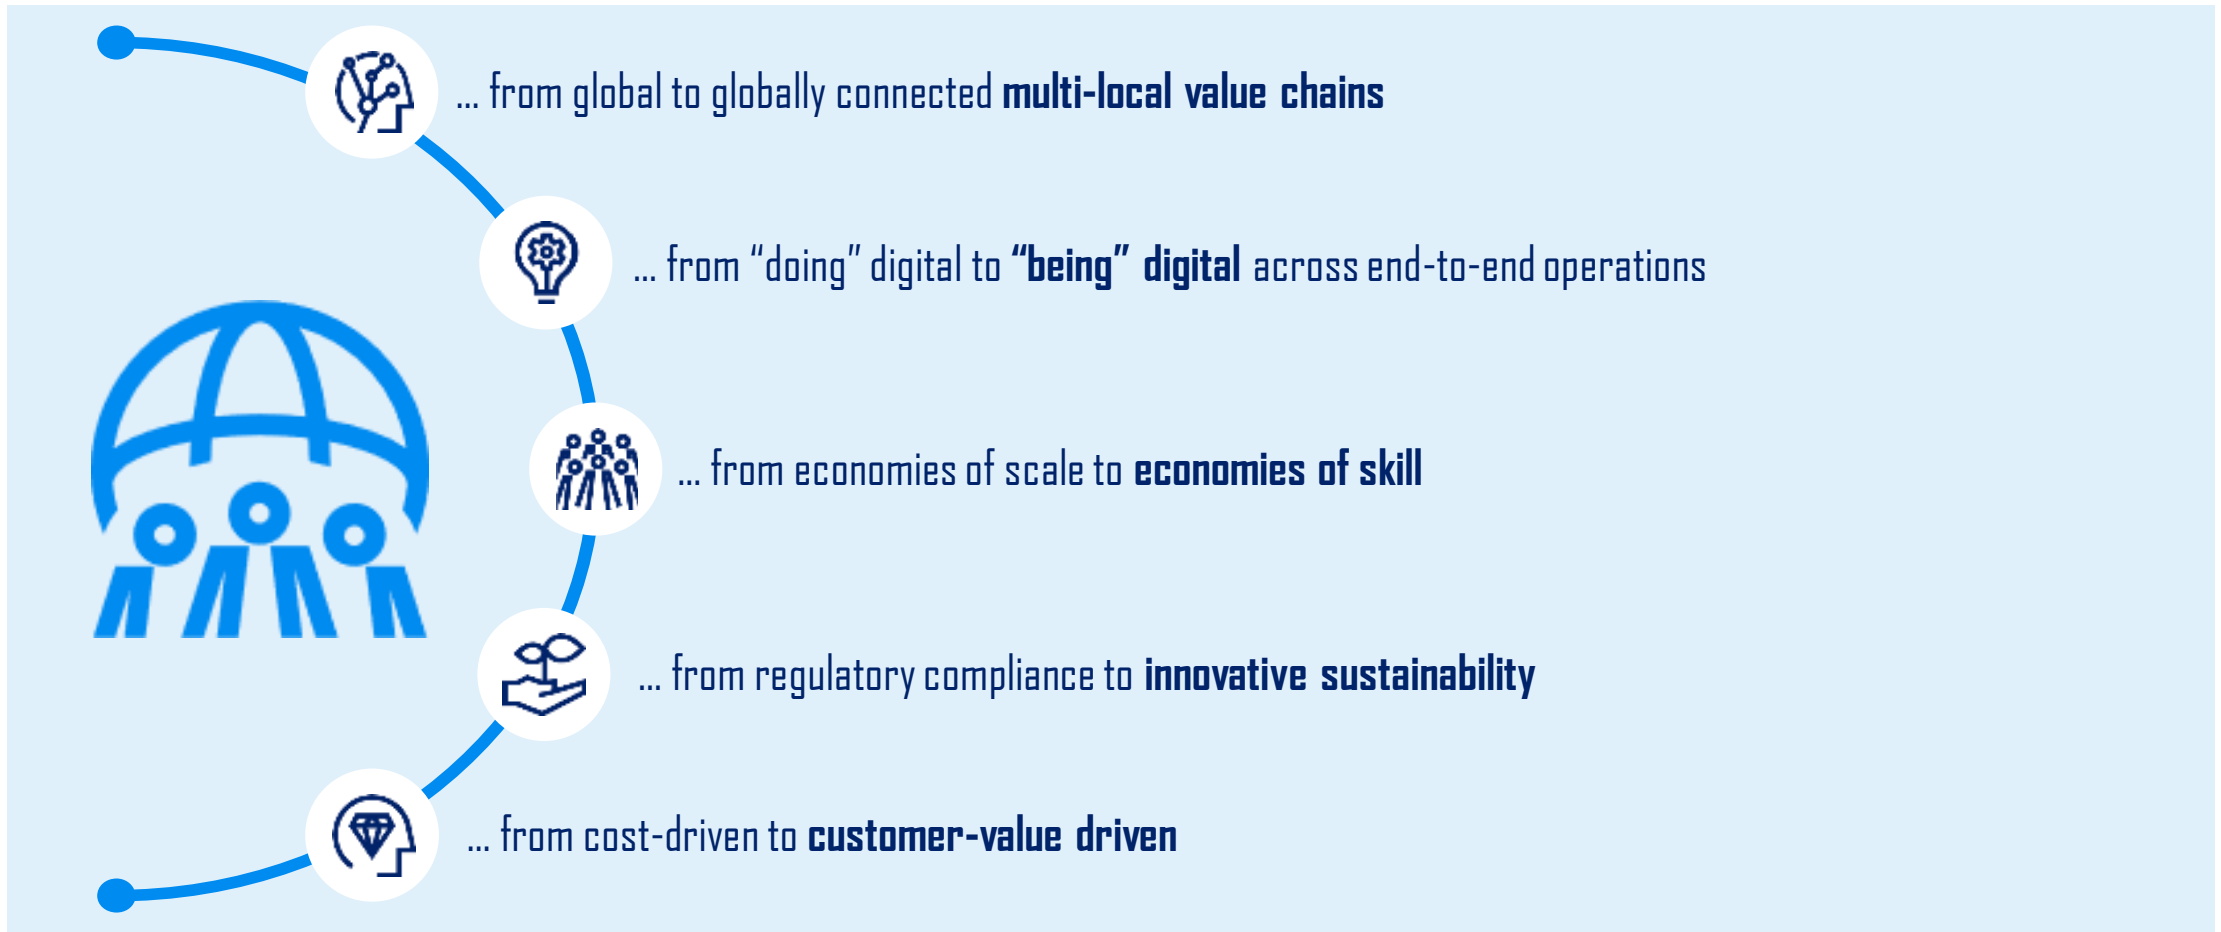 ... from global to globally connected multi-local value chains
... from “doing” digital to “being” digital across end-to-end operations
... from economies of scale to economies of skill
... from regulatory compliance to innovative sustainability
... from cost-driven to customer-value driven